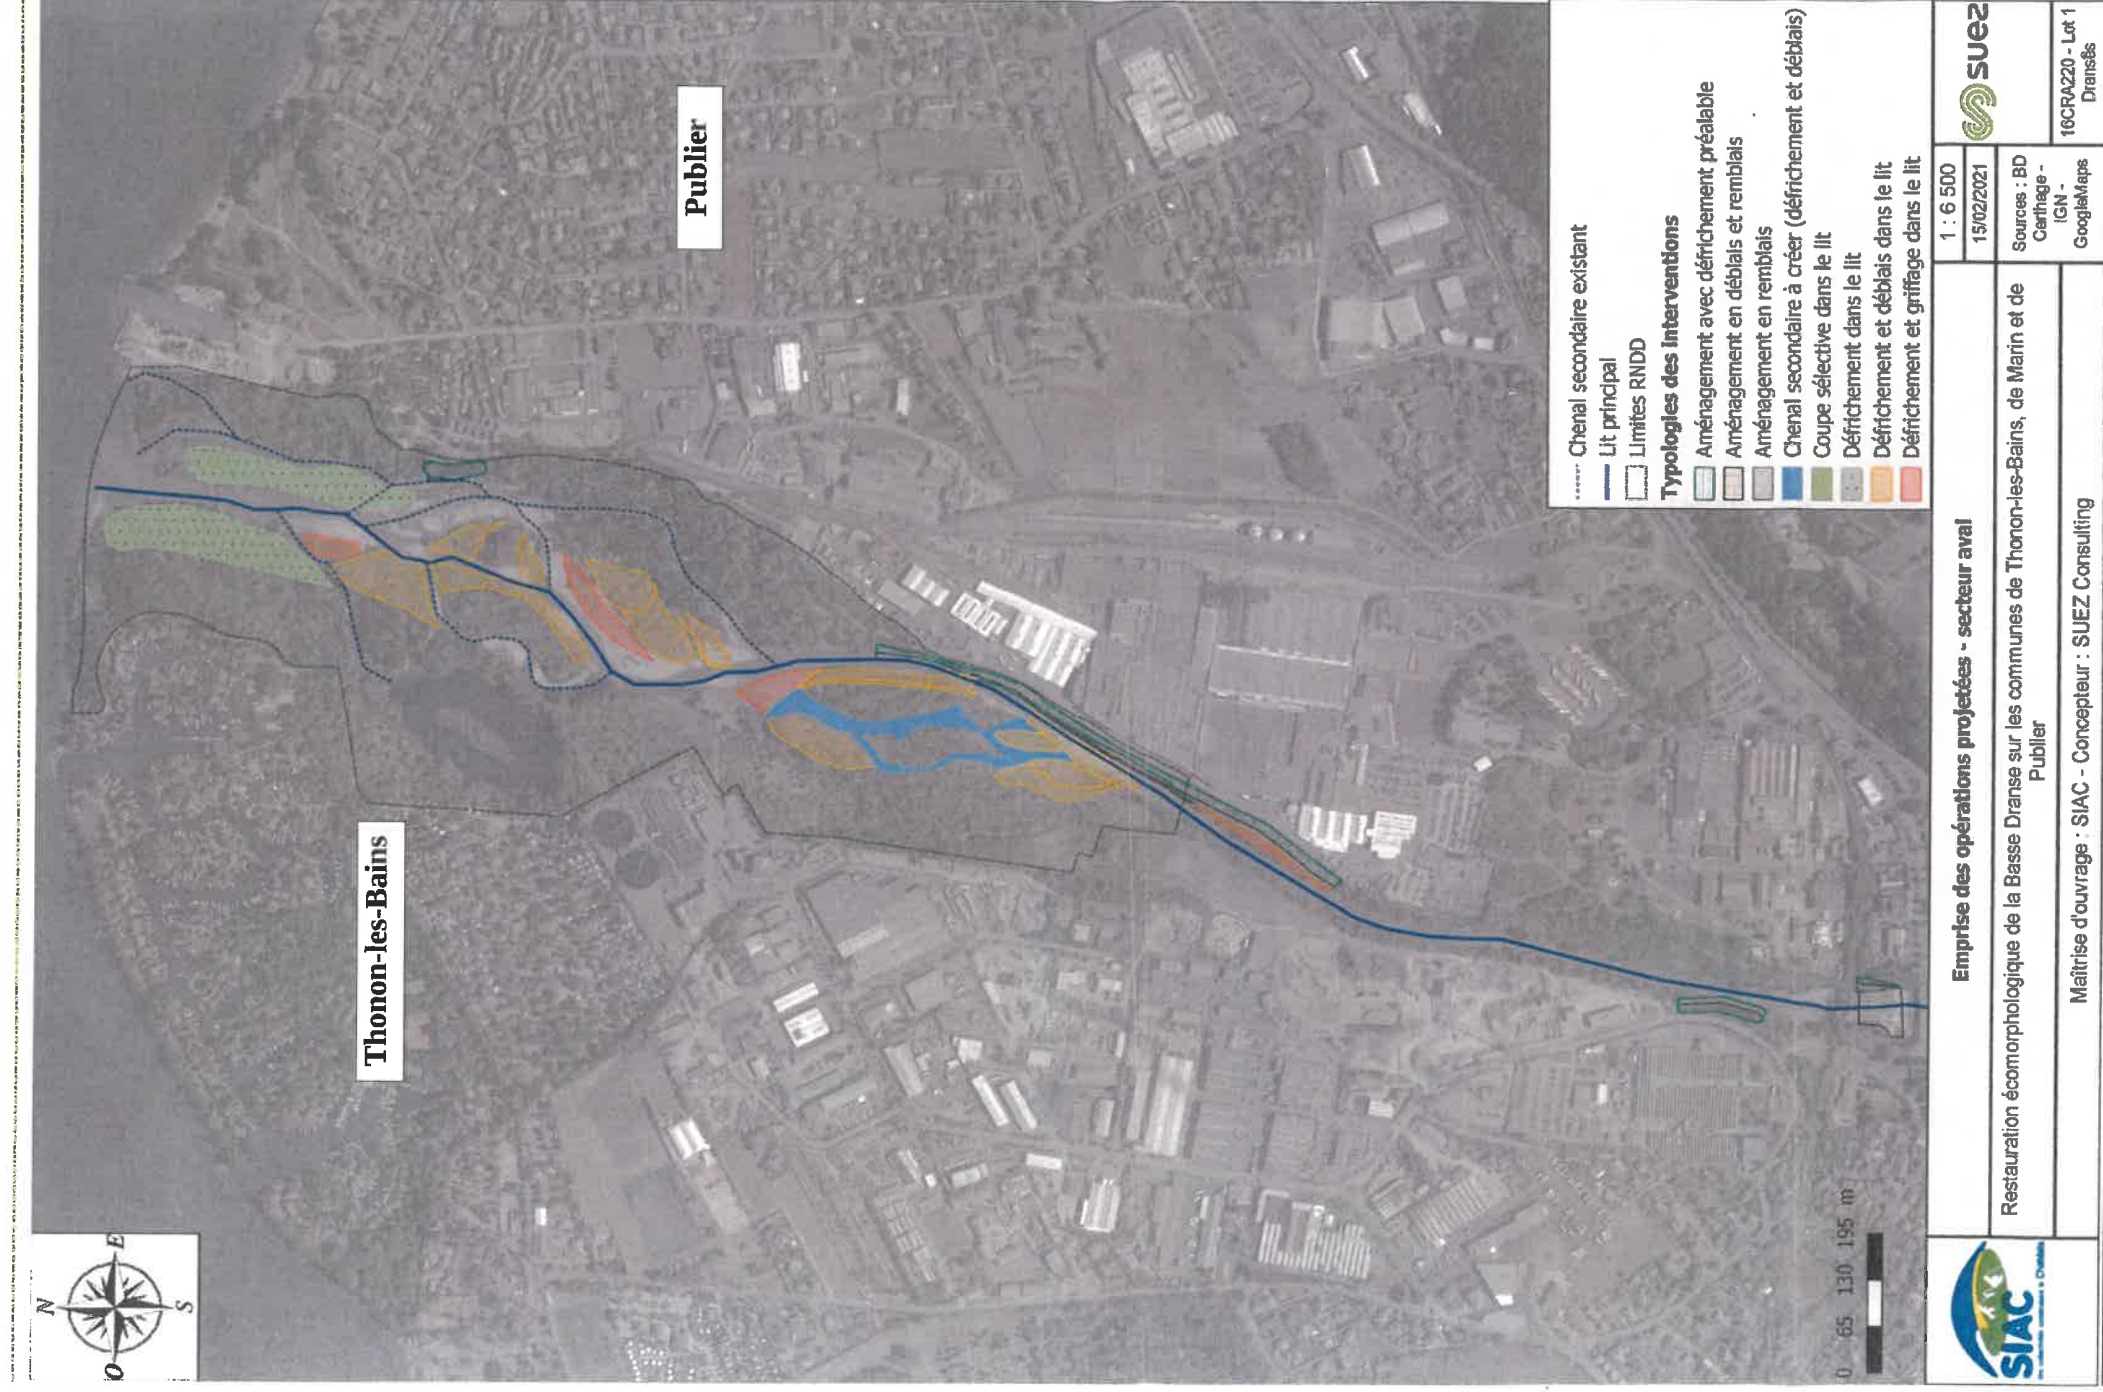 N
E
S
O
Thonon-les-Bains
Publier
Chenal secondaire existant
Lit principal
Limites RNDD
Typologies des interventions
Aménagement avec défrichement préalable
Aménagement en déblais et remblais
Aménagement en remblais
Chenal secondaire à créer (défrichement et déblais)
Coupe sélective dans le lit
Défrichement dans le lit
Défrichement et déblais dans le lit
Défrichement et griffage dans le lit
0 65 130 195 m
SIAC
Emprise des opérations projetées - secteur aval
Restauration écomorphologique de la Basse Dranse sur les communes de Thonon-les-Bains, de Marin et de
Publier
Maîtrise d'ouvrage : SIAC - Concepteur : SUEZ Consulting
1 : 6 500
15/02/2021
Sources : BD
Carthage -
IGN -
GoogleMaps
suez
16CRA220 - Lot 1
Dranses